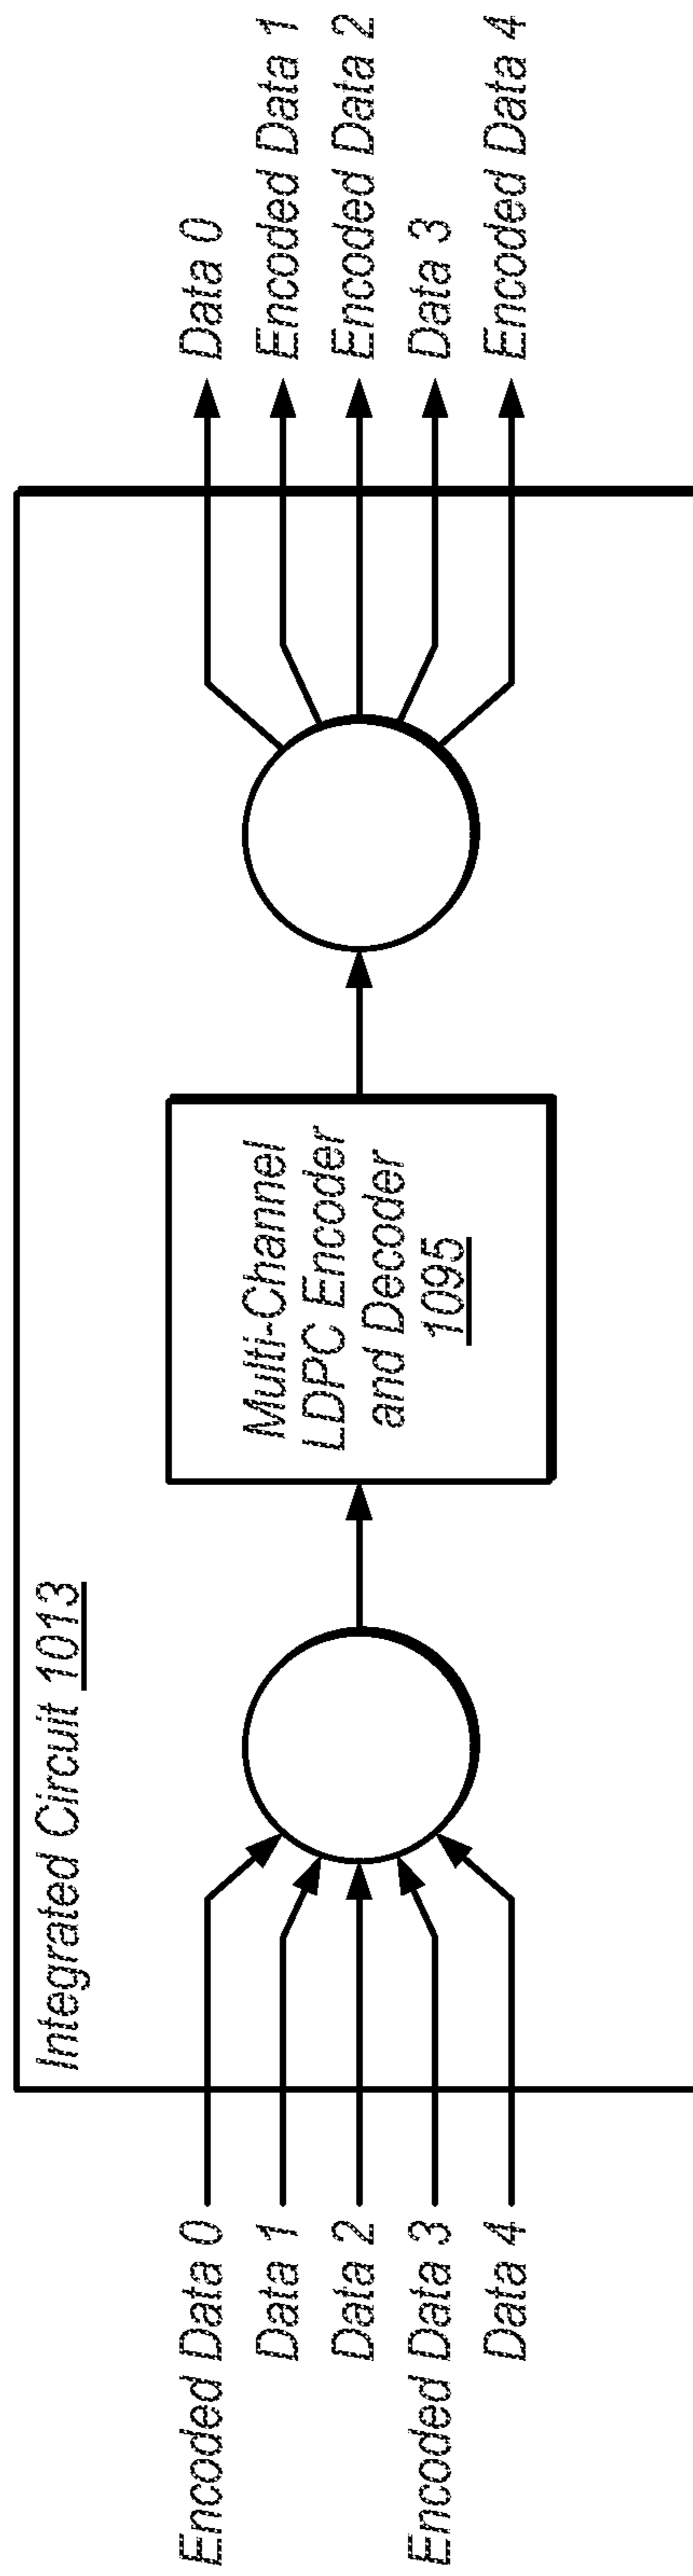 Integrated Circuit 1013
Encoded Data 0
Data 1
Data 2
Encoded Data 3
Data 4
Multi-Channel
LDPC Encoder
and Decoder
1095
Data 0
Encoded Data 1
Encoded Data 2
Data 3
Encoded Data 4